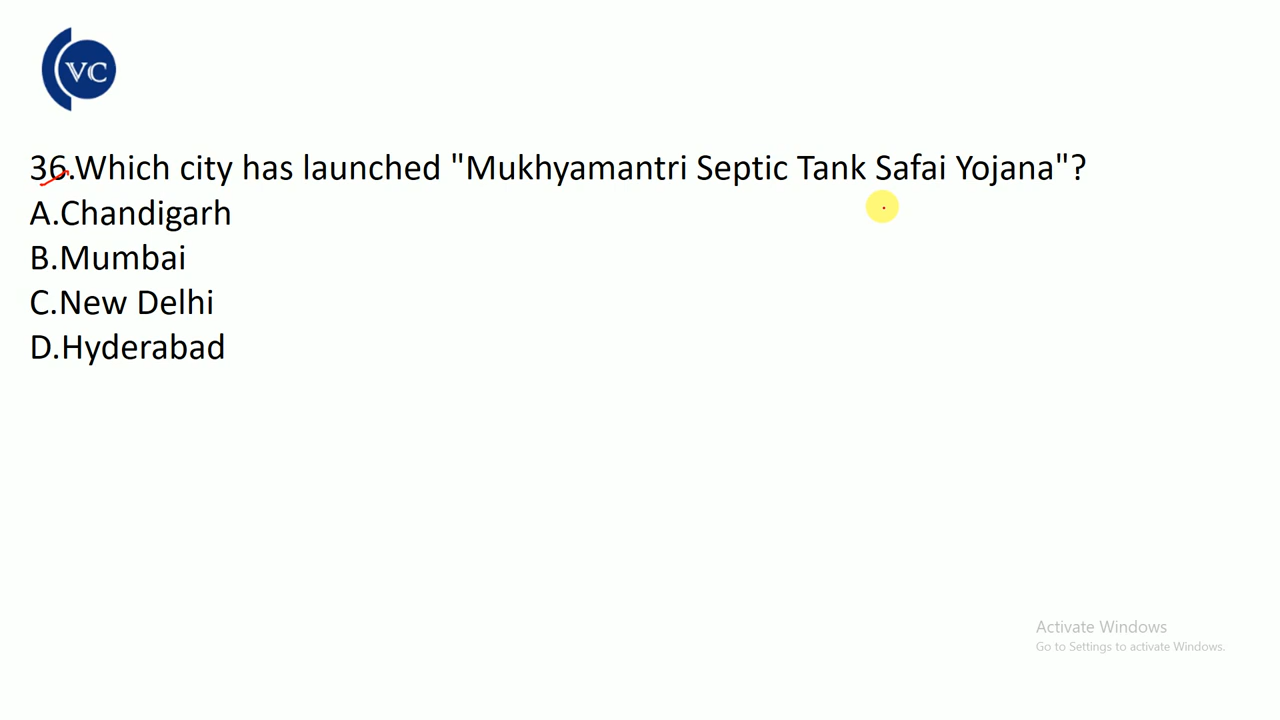 VC
36.Which city has launched "Mukhyamantri Septic Tank Safai Yojana"?
A.Chandigarh
B.Mumbai
C.New Delhi
D.Hyderabad
Activate Windows
Go to Settings to activate Windows.